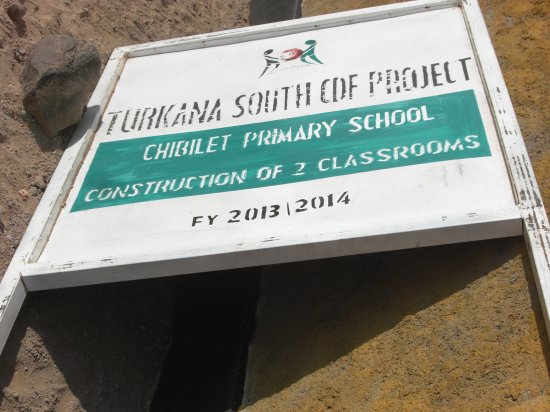 TURKANA SOUTH CDF PROJECT
CHIBILET PRIMARY SCHOOL
CONSTRUCTION OF 2 CLASSROOMS
FY 2013\2014